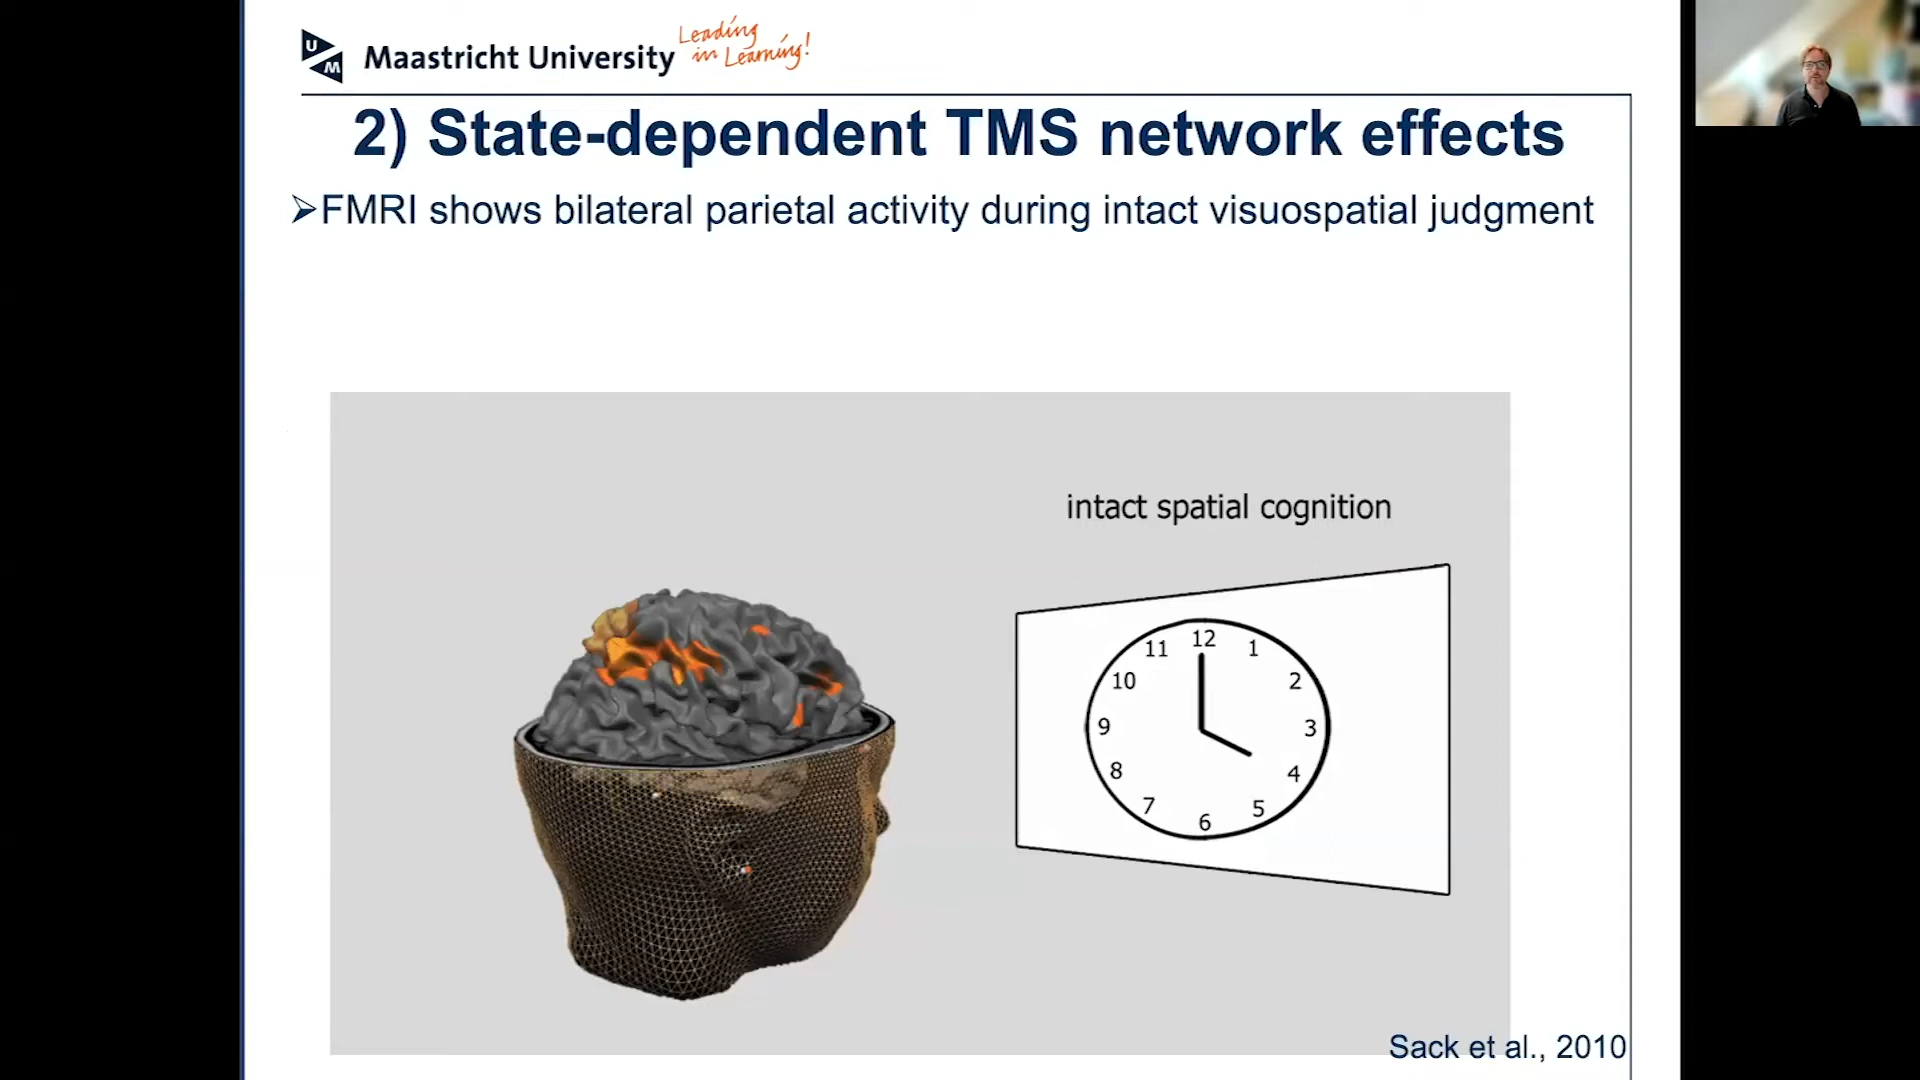 U
M
Maastricht University
Leading
in Learning!
2) State-dependent TMS network effects
➢FMRI shows bilateral parietal activity during intact visuospatial judgment
intact spatial cognition
12
11
1
10
2
9
3
8
4
7
5
6
Sack et al., 2010